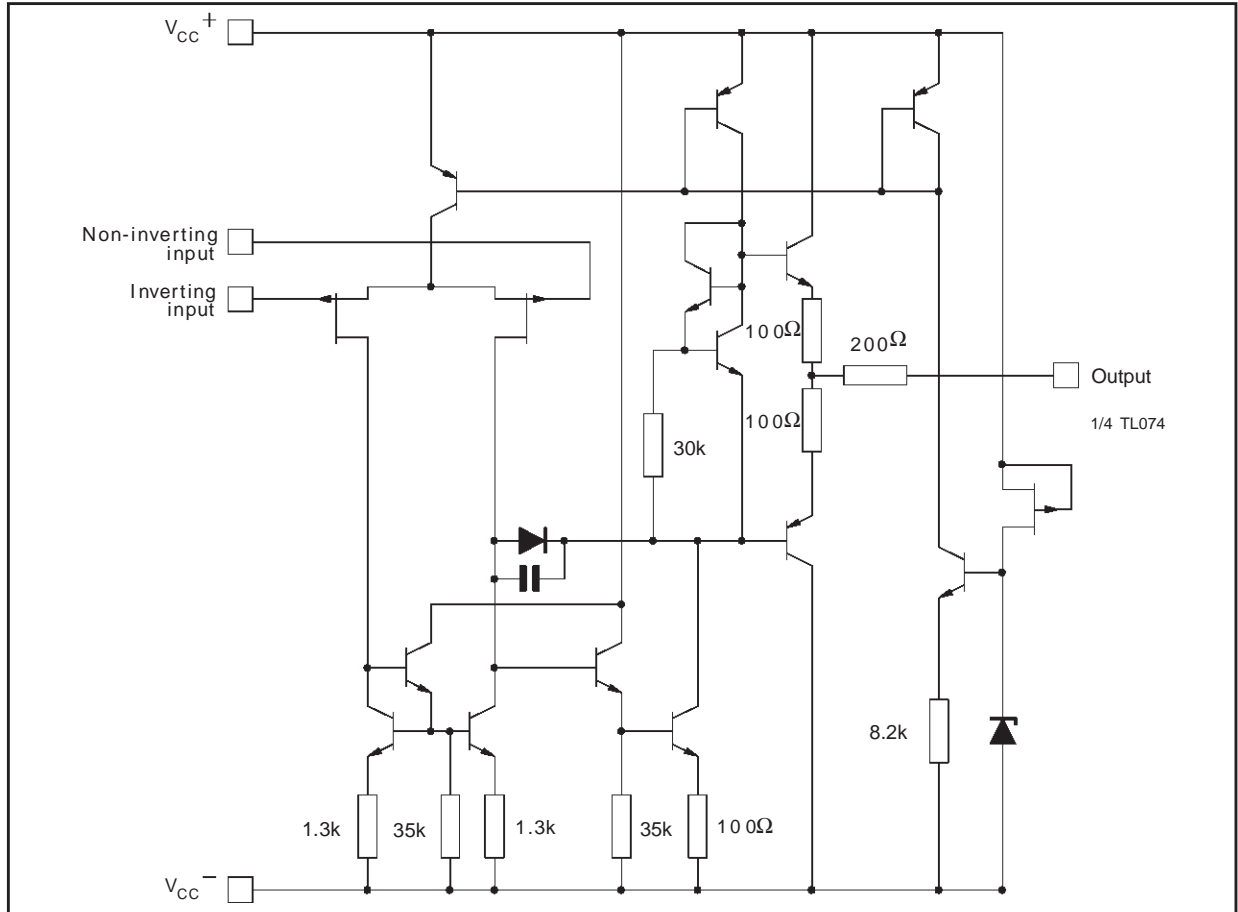 VCC+
Non-inverting
input
Inverting
input
100Ω
200Ω
Output
100Ω
1/4 TL074
30k
8.2k
1.3k
35k
1.3k
35k
100Ω
VCC−